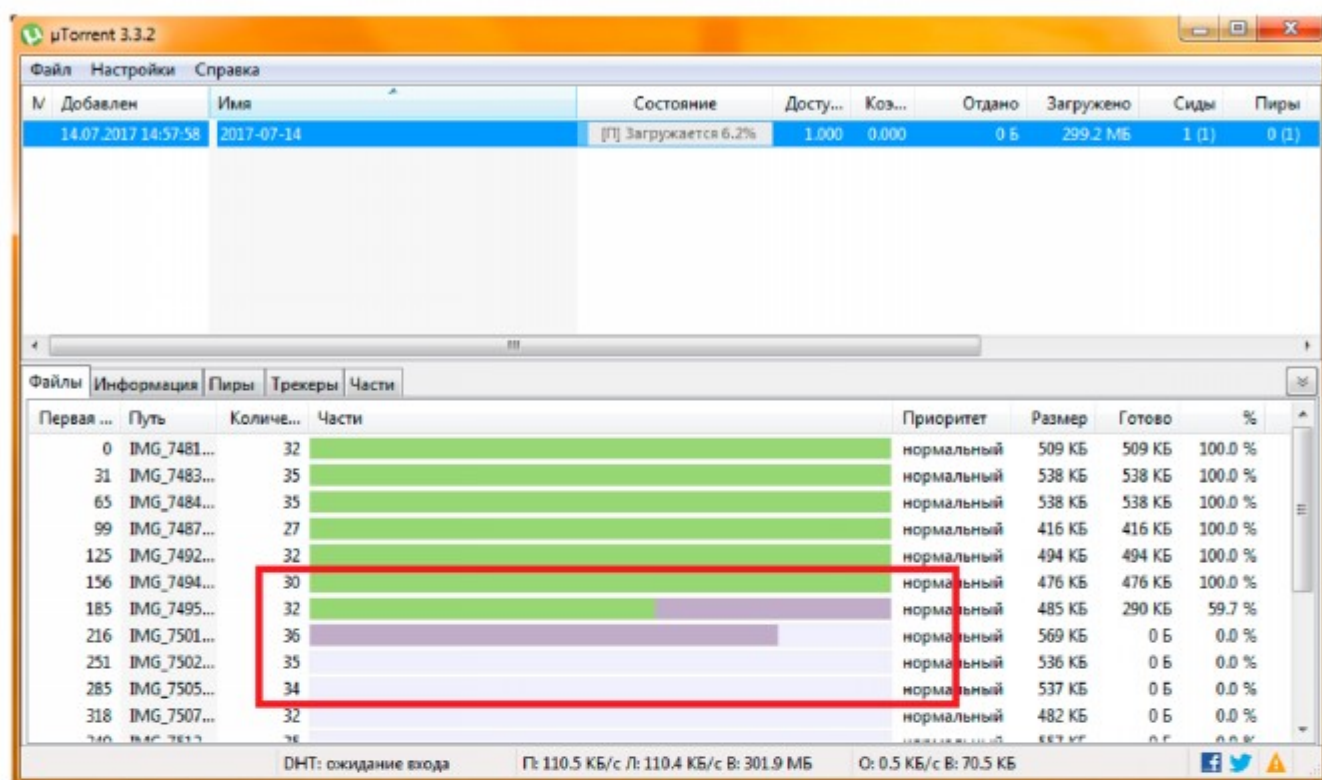 µTorrent 3.3.2
Файл Настройки Справка
№ Добавлен Имя Состояние Досту... Коэ... Отдано Загружено Сиды Пиры
14.07.2017 14:57:58 2017-07-14 [П] Загружается 6.2% 1.000 0.000 0 Б 299.2 МБ 1 (1) 0 (1)
Файлы Информация Пиры Трекеры Части
Первая ... Путь Количе... Части Приоритет Размер Готово %
0 IMG_7481... 32 нормальный 509 КБ 509 КБ 100.0 %
31 IMG_7483... 35 нормальный 538 КБ 538 КБ 100.0 %
65 IMG_7484... 35 нормальный 538 КБ 538 КБ 100.0 %
99 IMG_7487... 27 нормальный 416 КБ 416 КБ 100.0 %
125 IMG_7492... 32 нормальный 494 КБ 494 КБ 100.0 %
156 IMG_7494... 30 нормальный 476 КБ 476 КБ 100.0 %
185 IMG_7495... 32 нормальный 485 КБ 290 КБ 59.7 %
216 IMG_7501... 36 нормальный 569 КБ 0 Б 0.0 %
251 IMG_7502... 35 нормальный 536 КБ 0 Б 0.0 %
285 IMG_7505... 34 нормальный 537 КБ 0 Б 0.0 %
318 IMG_7507... 32 нормальный 482 КБ 0 Б 0.0 %
DHT: ожидание входа П: 110.5 КБ/с Л: 110.4 КБ/с В: 301.9 МБ О: 0.5 КБ/с В: 70.5 КБ